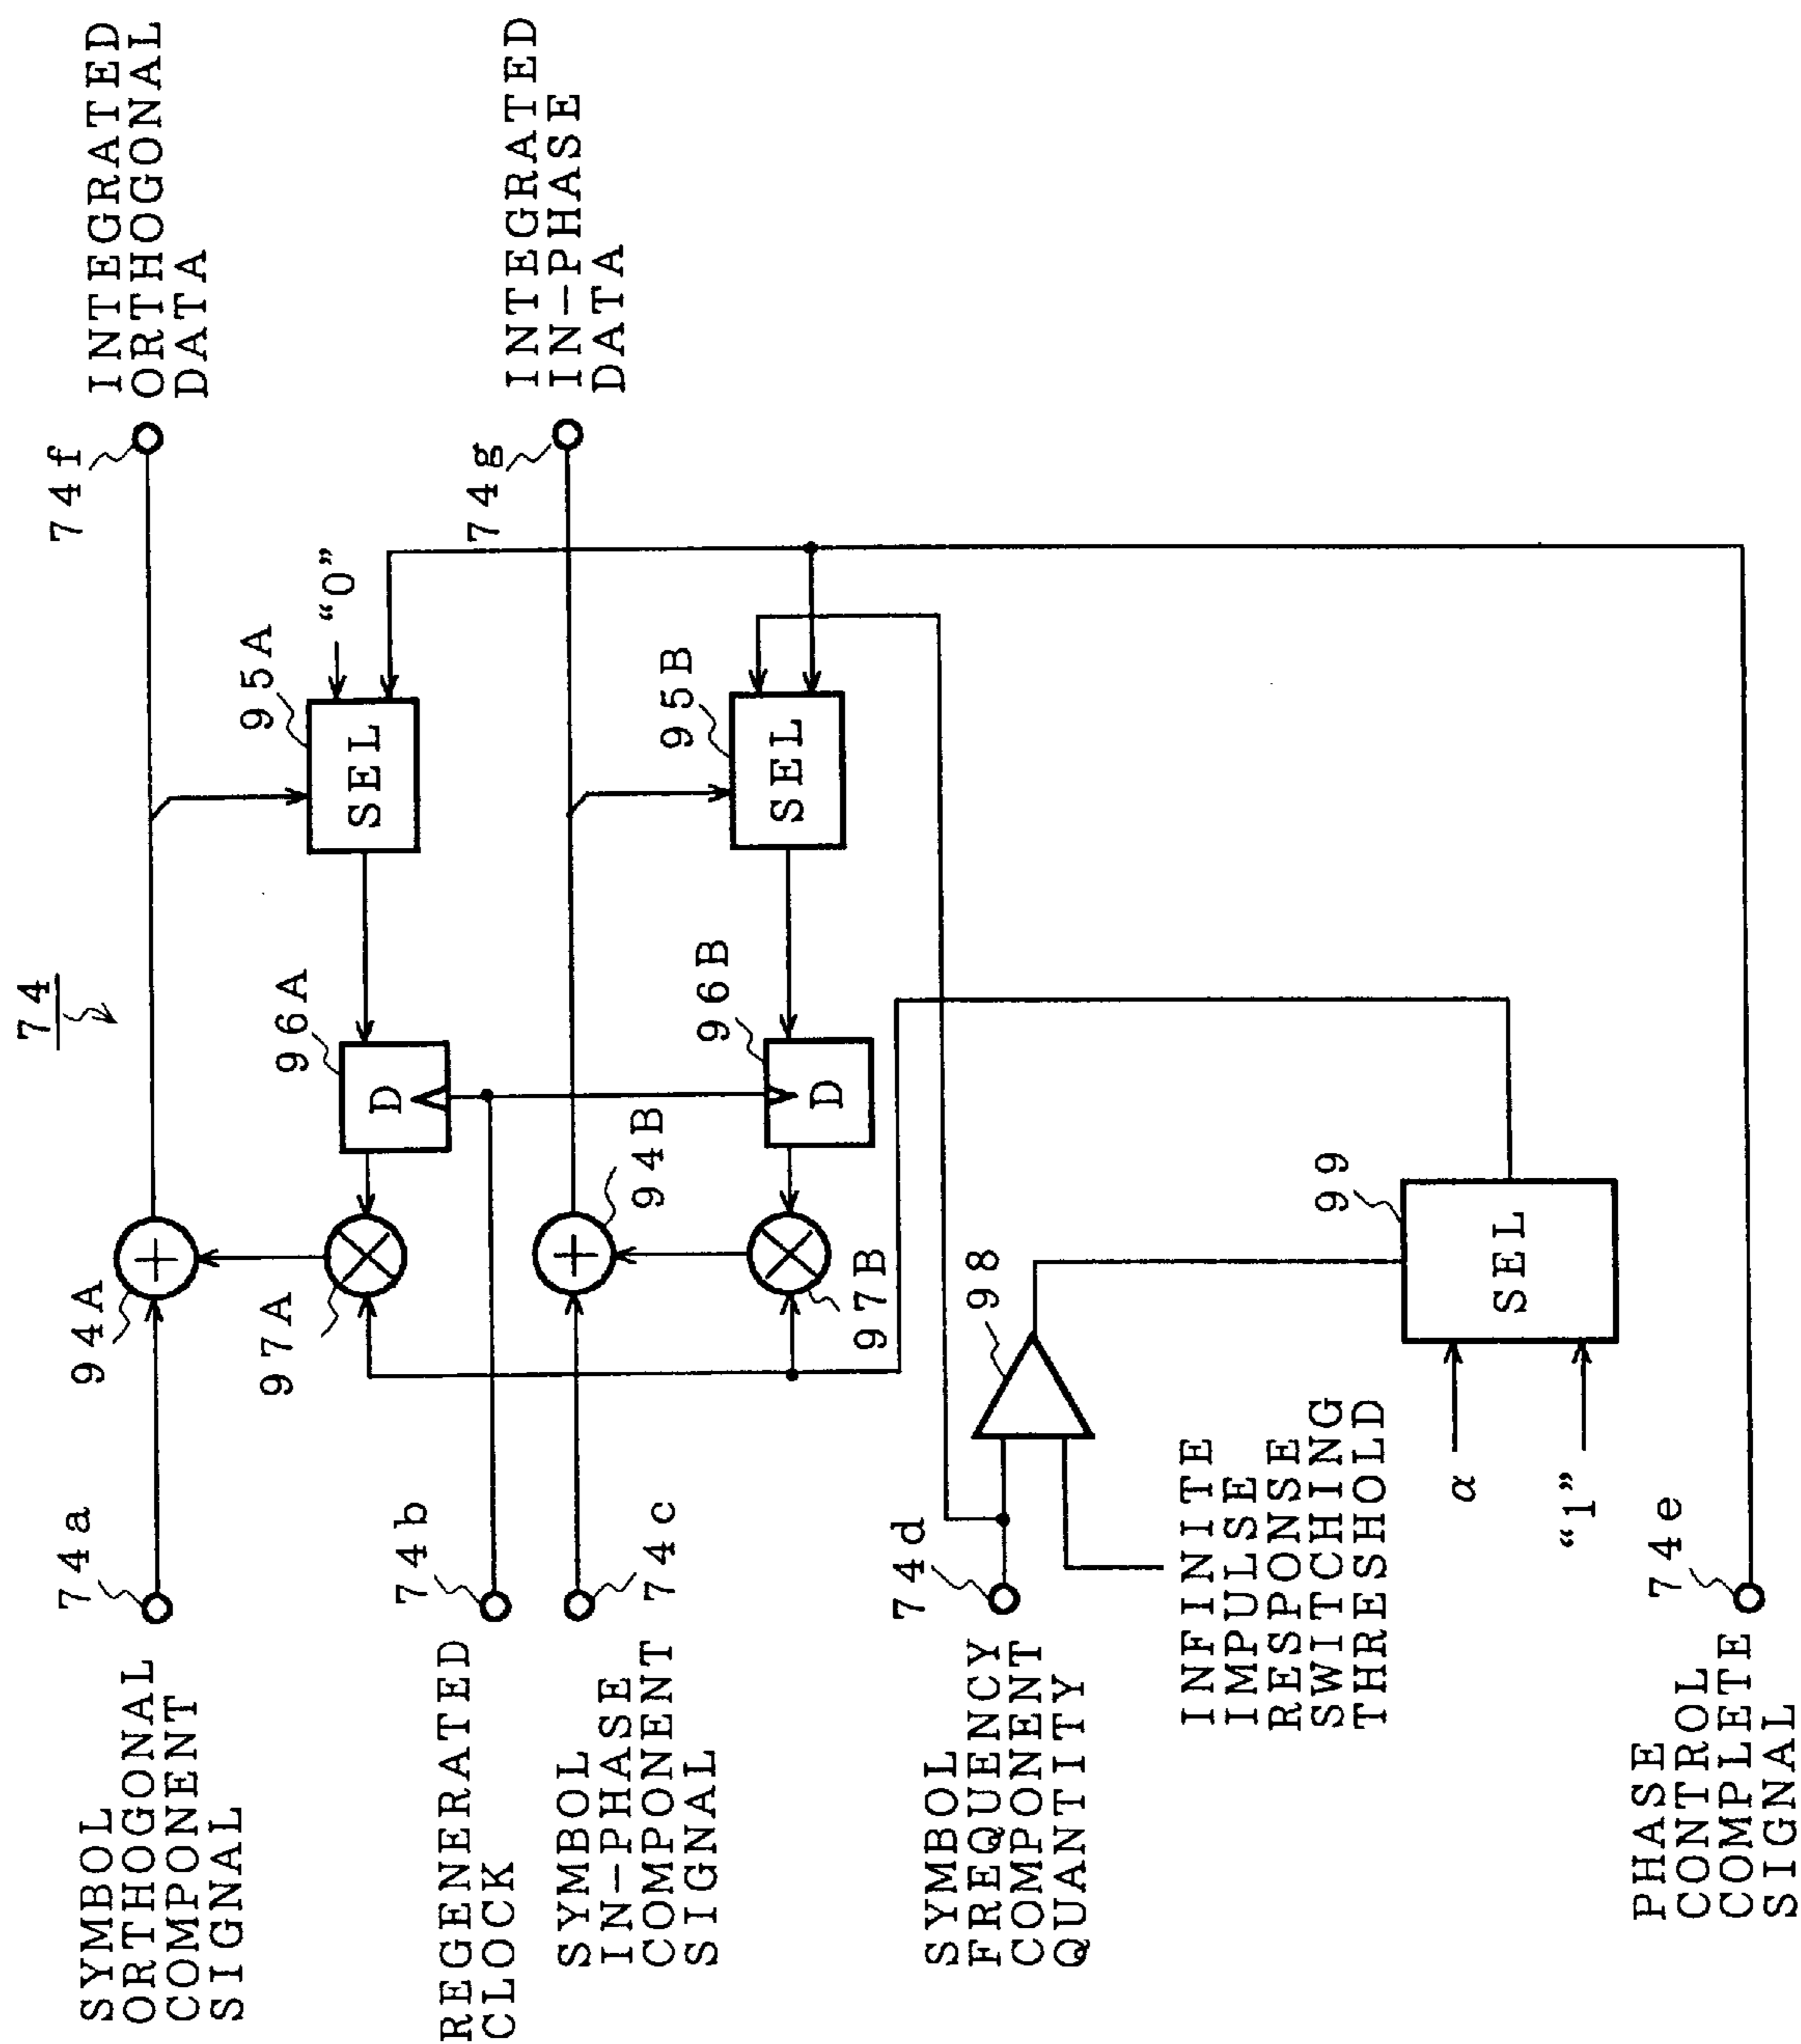 74
SYMBOL
ORTHOGONAL
COMPONENT
SIGNAL
74a
94A
74f
INTEGRATED
ORTHOGONAL
DATA
97A
96A
D
95A
SEL
“0”
REGENERATED
CLOCK
74b
SYMBOL
IN-PHASE
COMPONENT
SIGNAL
74c
94B
74g
INTEGRATED
IN-PHASE
DATA
97B
96B
D
95B
SEL
SYMBOL
FREQUENCY
COMPONENT
QUANTITY
74d
98
INFINITE
IMPULSE
RESPONSE
SWITCHING
THRESHOLD
99
SEL
α
“1”
PHASE
CONTROL
COMPLETE
SIGNAL
74e